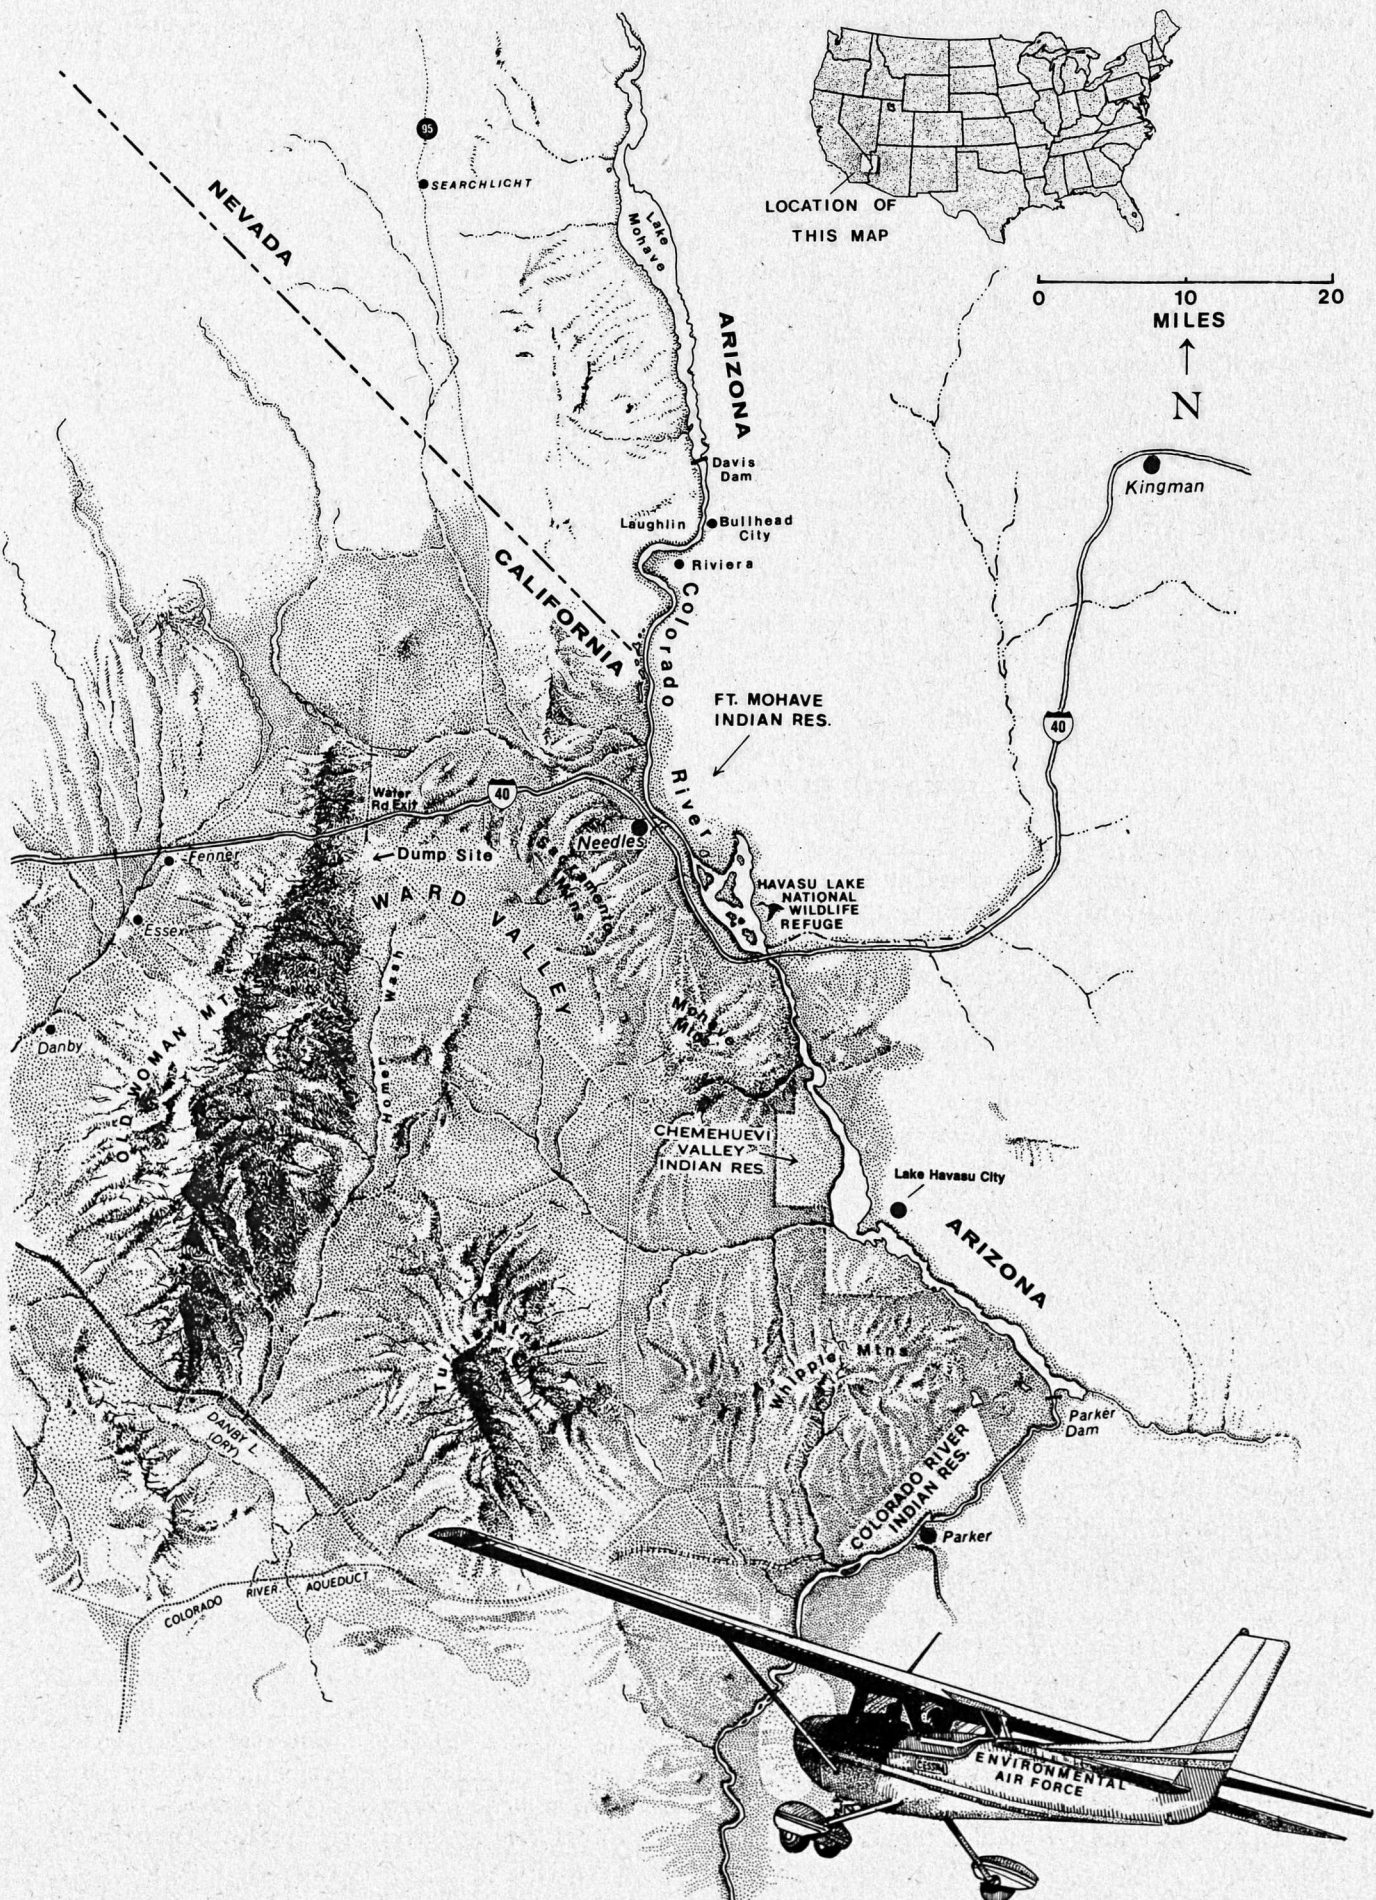 95
SEARCHLIGHT
NEVADA
Lake
Mohave
LOCATION OF
THIS MAP
0 10 20
MILES
N
ARIZONA
Davis
Dam
Kingman
Laughlin
Bullhead
City
Riviera
CALIFORNIA
Colorado
River
FT. MOHAVE
INDIAN RES.
40
Water
Rd Exit
40
Needles
Fenner
Dump Site
Sacramento
Mtns
WARD VALLEY
HAVASU LAKE
NATIONAL
WILDLIFE
REFUGE
Essex
Homer Wash
Danby
OLD WOMAN MTN
CHEMEHUEVI
VALLEY
INDIAN RES.
Lake Havasu City
ARIZONA
Turtle Mtns
Whipple Mtns
DANBY L.
(DRY)
Parker
Dam
COLORADO RIVER
INDIAN RES.
Parker
COLORADO RIVER AQUEDUCT
CESSNA
ENVIRONMENTAL
AIR FORCE